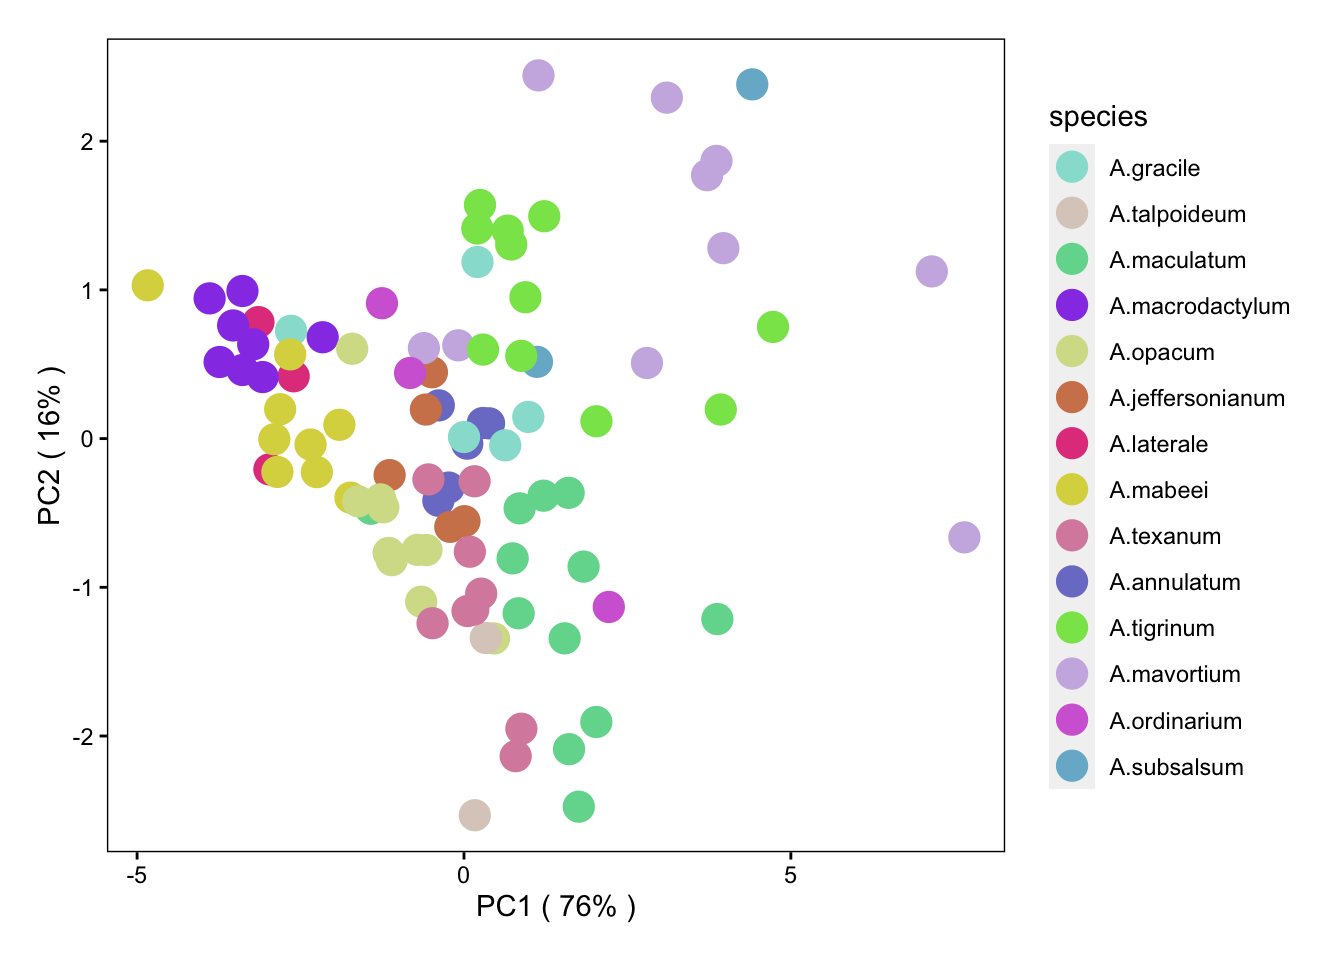 species
A.gracile
A.talpoideum
A.maculatum
A.macrodactylum
A.opacum
A.jeffersonianum
A.laterale
A.mabeei
A.texanum
A.annulatum
A.tigrinum
A.mavortium
A.ordinarium
A.subsalsum
PC2 ( 16% )
2
1
0
-1
-2
-5 0 5
PC1 ( 76% )